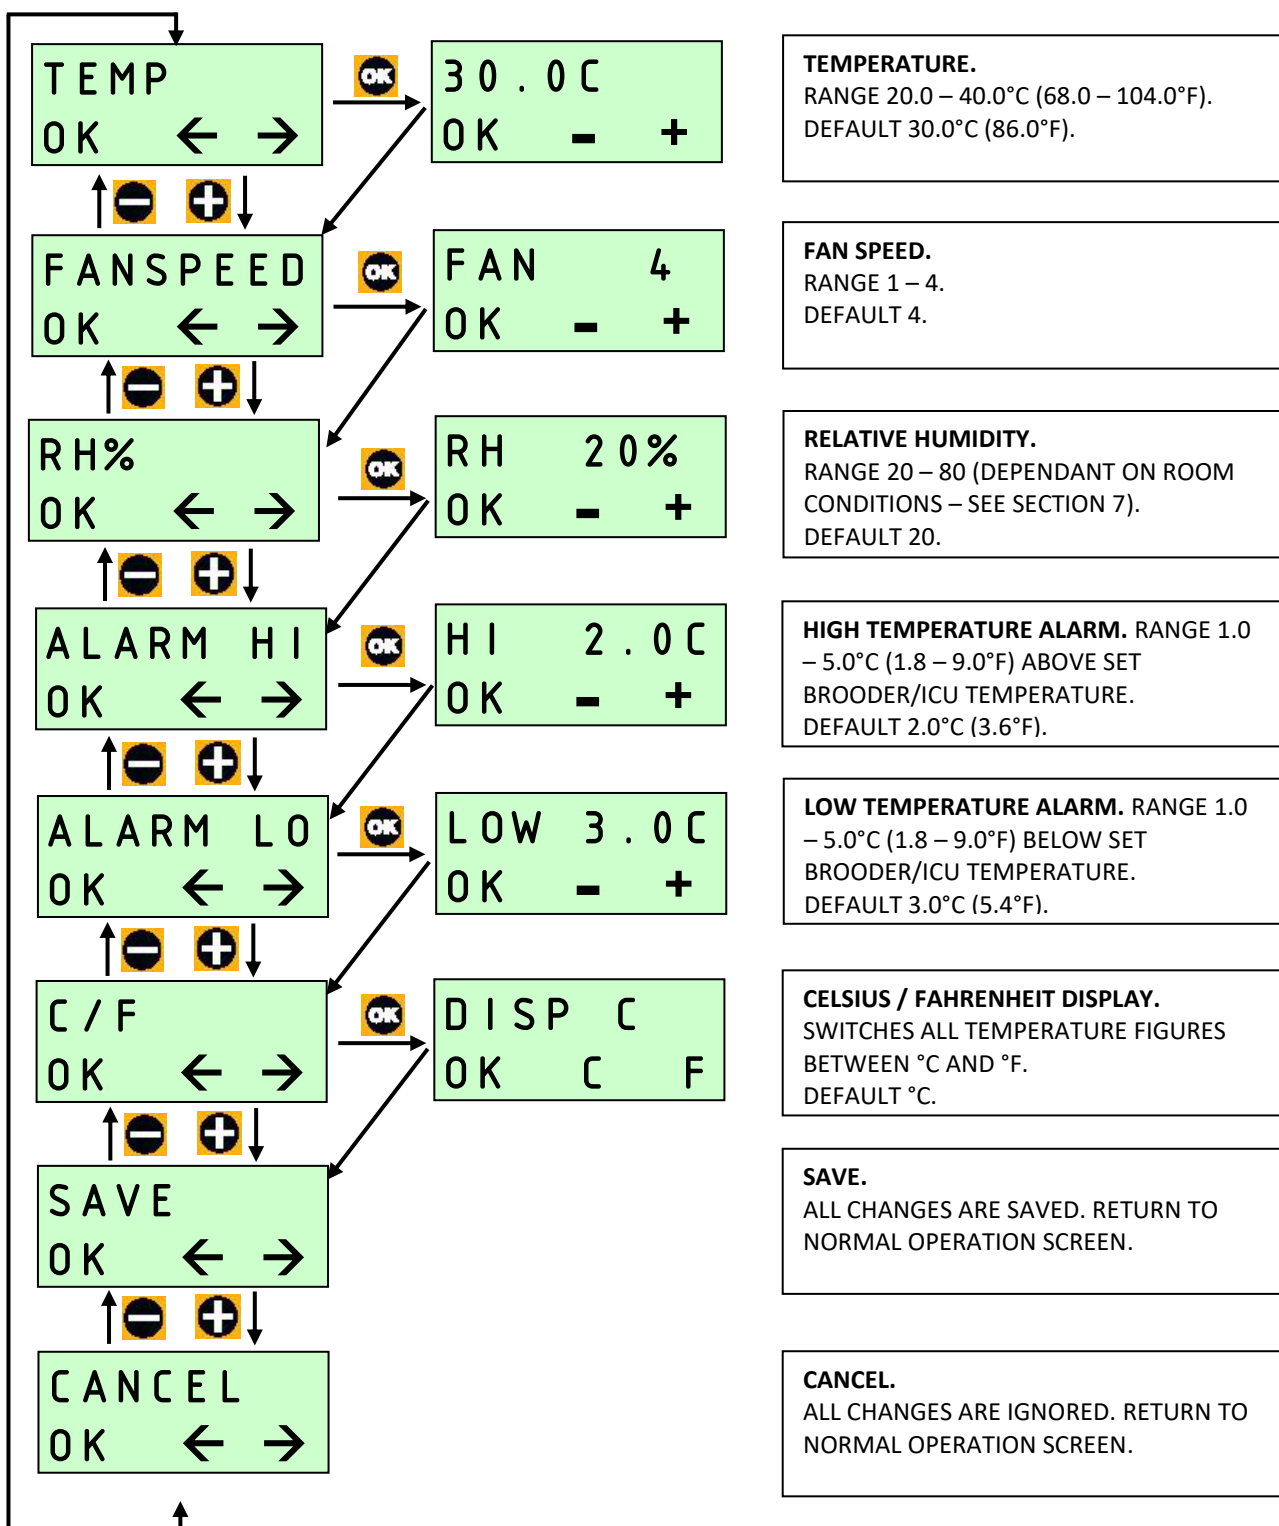 TEMP
OK ← →
OK
30.0C
OK - +
TEMPERATURE.
RANGE 20.0 – 40.0°C (68.0 – 104.0°F).
DEFAULT 30.0°C (86.0°F).
FANSPEED
OK ← →
OK
FAN 4
OK - +
FAN SPEED.
RANGE 1 – 4.
DEFAULT 4.
RH%
OK ← →
OK
RH 20%
OK - +
RELATIVE HUMIDITY.
RANGE 20 – 80 (DEPENDANT ON ROOM
CONDITIONS – SEE SECTION 7).
DEFAULT 20.
ALARM HI
OK ← →
OK
HI 2.0C
OK - +
HIGH TEMPERATURE ALARM. RANGE 1.0
– 5.0°C (1.8 – 9.0°F) ABOVE SET
BROODER/ICU TEMPERATURE.
DEFAULT 2.0°C (3.6°F).
ALARM LO
OK ← →
OK
LOW 3.0C
OK - +
LOW TEMPERATURE ALARM. RANGE 1.0
– 5.0°C (1.8 – 9.0°F) BELOW SET
BROODER/ICU TEMPERATURE.
DEFAULT 3.0°C (5.4°F).
C/F
OK ← →
OK
DISP C
OK C F
CELSIUS / FAHRENHEIT DISPLAY.
SWITCHES ALL TEMPERATURE FIGURES
BETWEEN °C AND °F.
DEFAULT °C.
SAVE
OK ← →
SAVE.
ALL CHANGES ARE SAVED. RETURN TO
NORMAL OPERATION SCREEN.
CANCEL
OK ← →
CANCEL.
ALL CHANGES ARE IGNORED. RETURN TO
NORMAL OPERATION SCREEN.